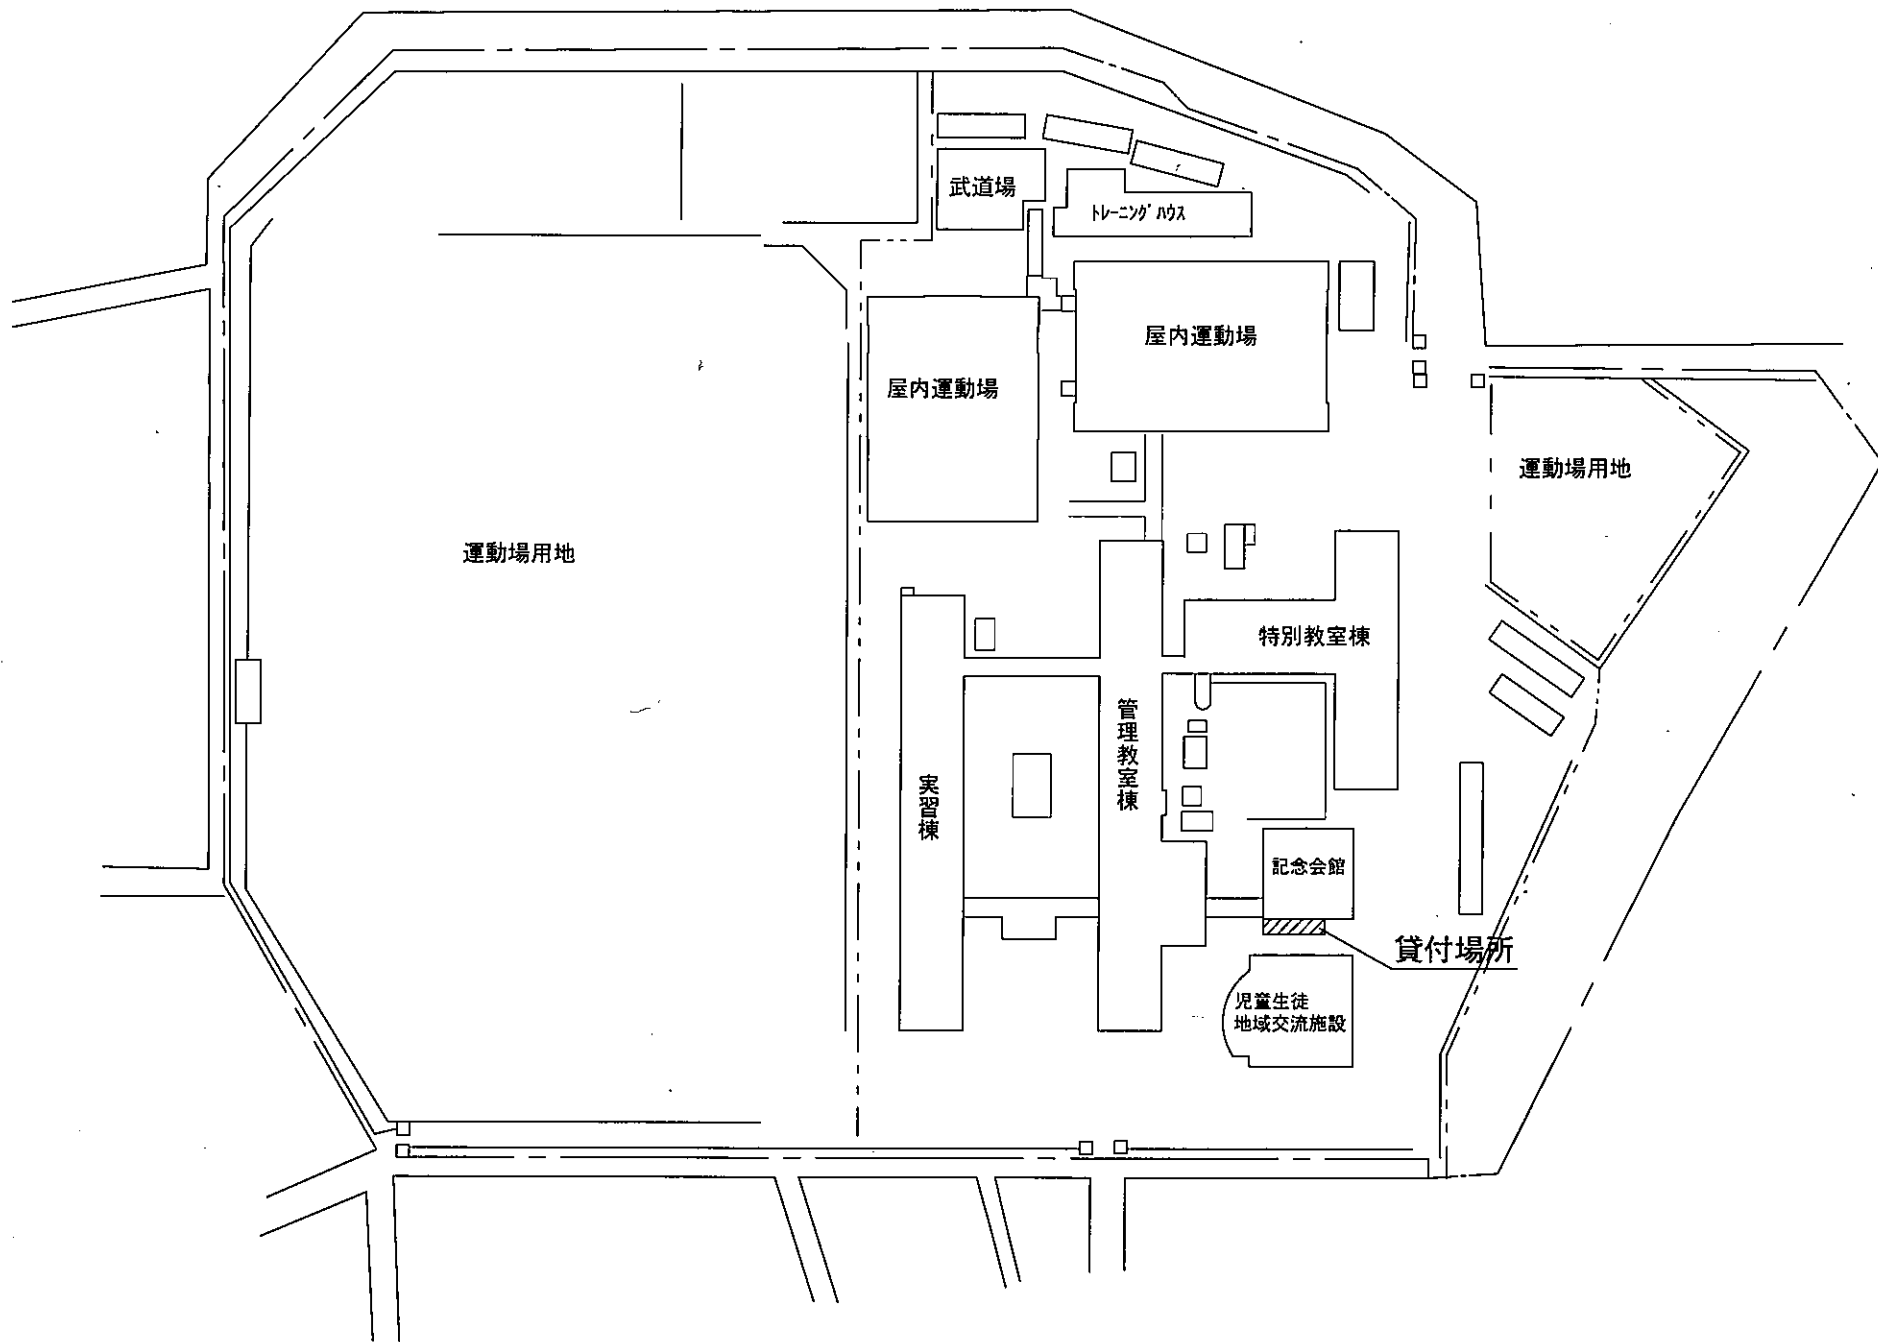 武道場
トレーニングハウス
屋内運動場
屋内運動場
運動場用地
運動場用地
特別教室棟
管理教室棟
実習棟
記念会館
貸付場所
児童生徒
地域交流施設